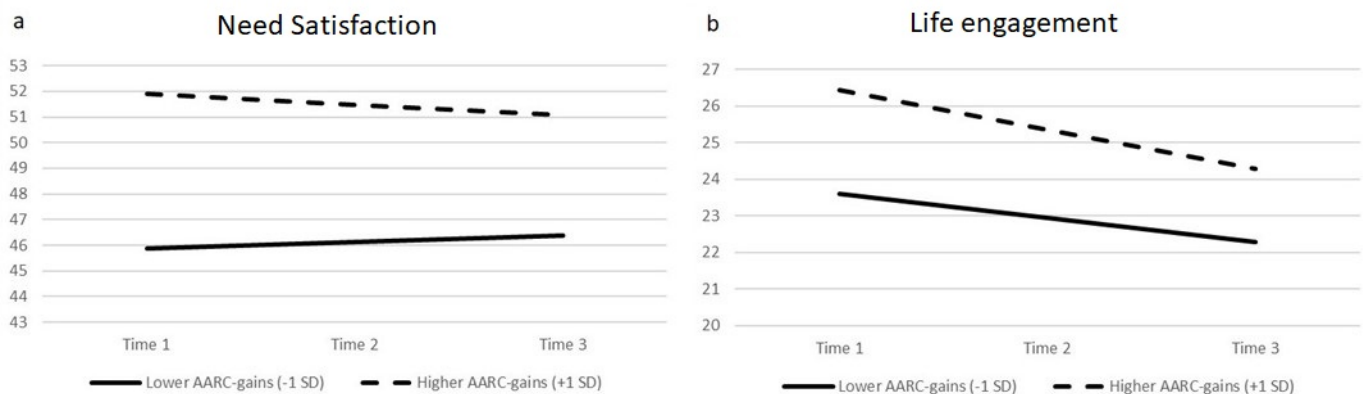 a
Need Satisfaction
53
52
51
50
49
48
47
46
45
44
43
Time 1 Time 2 Time 3
Lower AARC-gains (-1 SD) Higher AARC-gains (+1 SD)
b
Life engagement
27
26
25
24
23
22
21
20
Time 1 Time 2 Time 3
Lower AARC-gains (-1 SD) Higher AARC-gains (+1 SD)